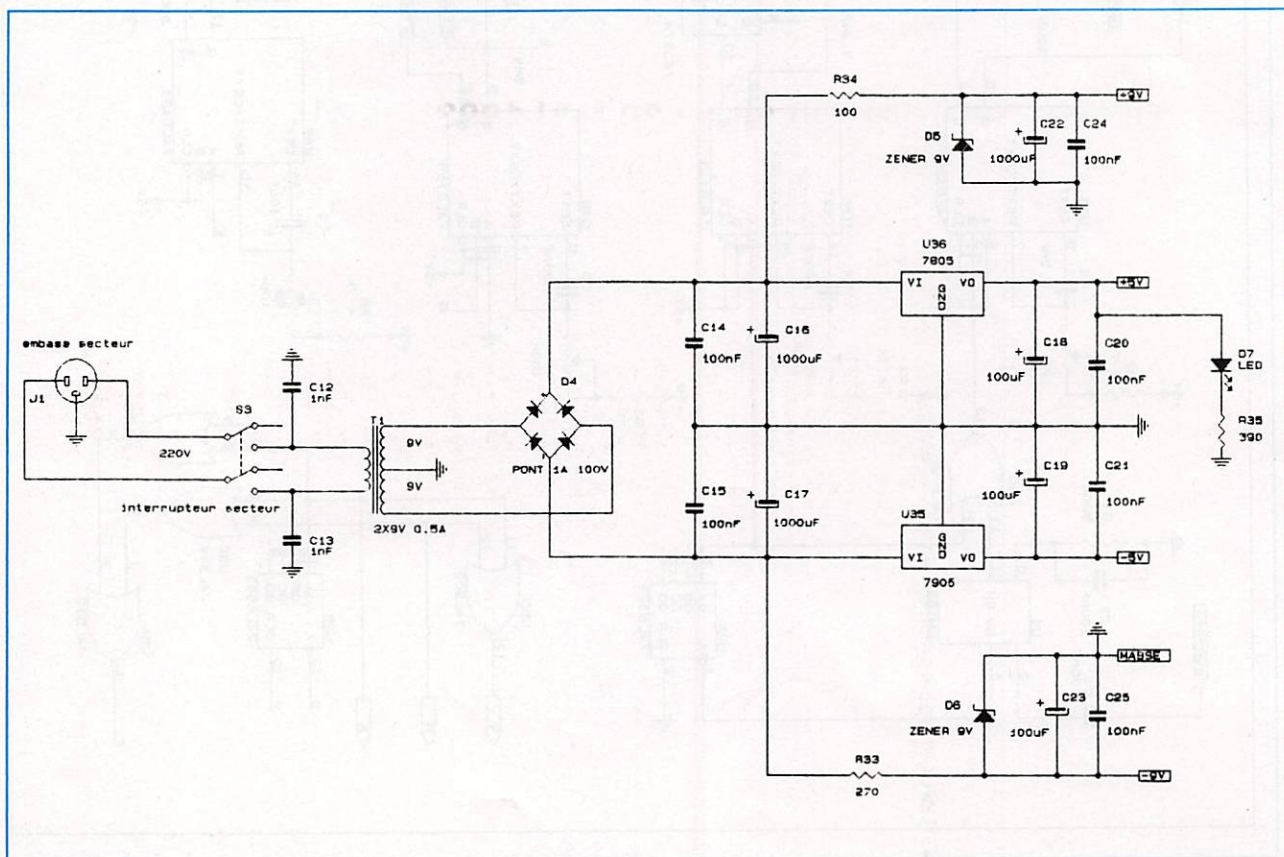 R34
100
+9V
D5
ZENER 9V
+
C22
1000uF
C24
100nF
U36
7805
VI
GND
VO
+5V
embase secteur
J1
C12
1nF
S3
220V
interrupteur secteur
C13
1nF
T1
9V
9V
2X9V 0.5A
D4
PONT 1A 100V
C14
100nF
+
C16
1000uF
C15
100nF
+
C17
1000uF
+
C18
100uF
C20
100nF
D7
LED
R35
390
+
C19
100uF
C21
100nF
U35
VI
GND
VO
7905
-5V
MASSE
D6
ZENER 9V
+
C23
100uF
C25
100nF
R33
270
-9V